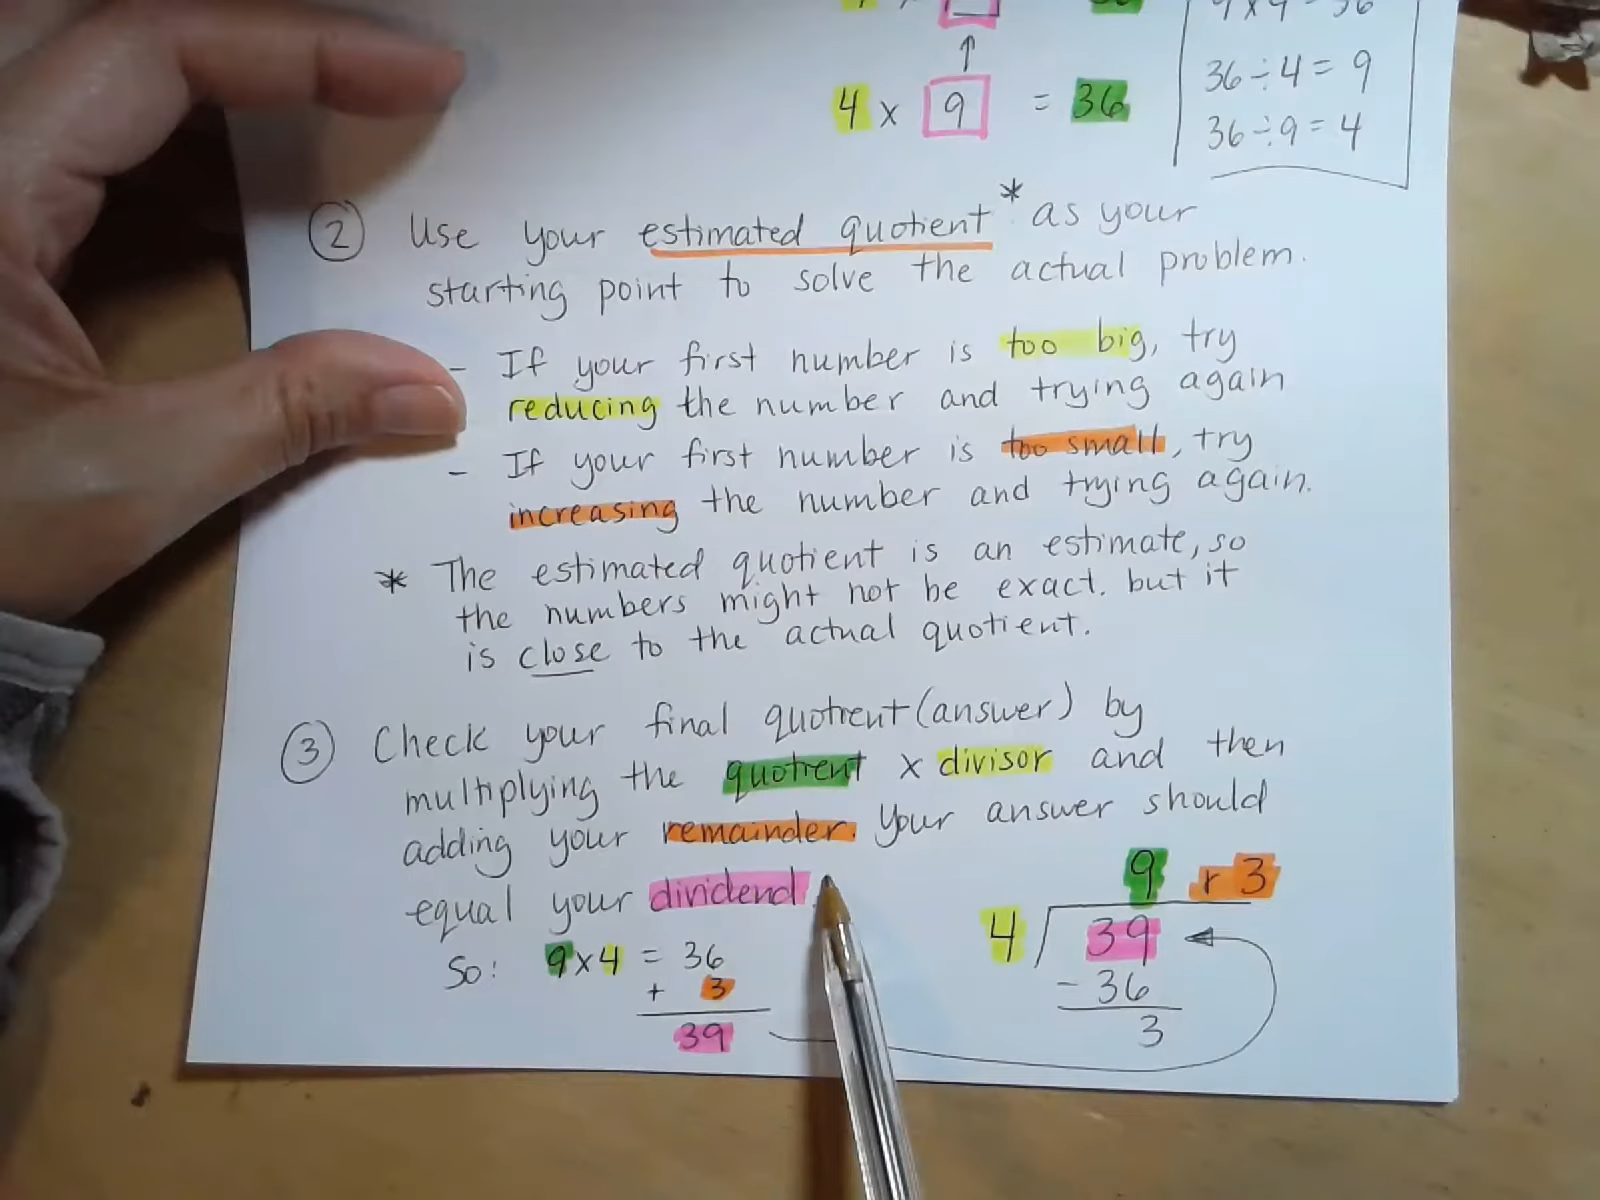 4 x 9 = 36
36 ÷ 4 = 9
36 ÷ 9 = 4
② Use your estimated quotient* as your
starting point to solve the actual problem.
- If your first number is too big, try
reducing the number and trying again
- If your first number is too small, try
increasing the number and trying again.
* The estimated quotient is an estimate, so
the numbers might not be exact. but it
is close to the actual quotient.
③ Check your final quotient (answer) by
multiplying the quotient x divisor and then
adding your remainder. Your answer should
equal your dividend.
So: 9 x 4 = 36
+ 3
39
9 r 3
4 39
- 36
3